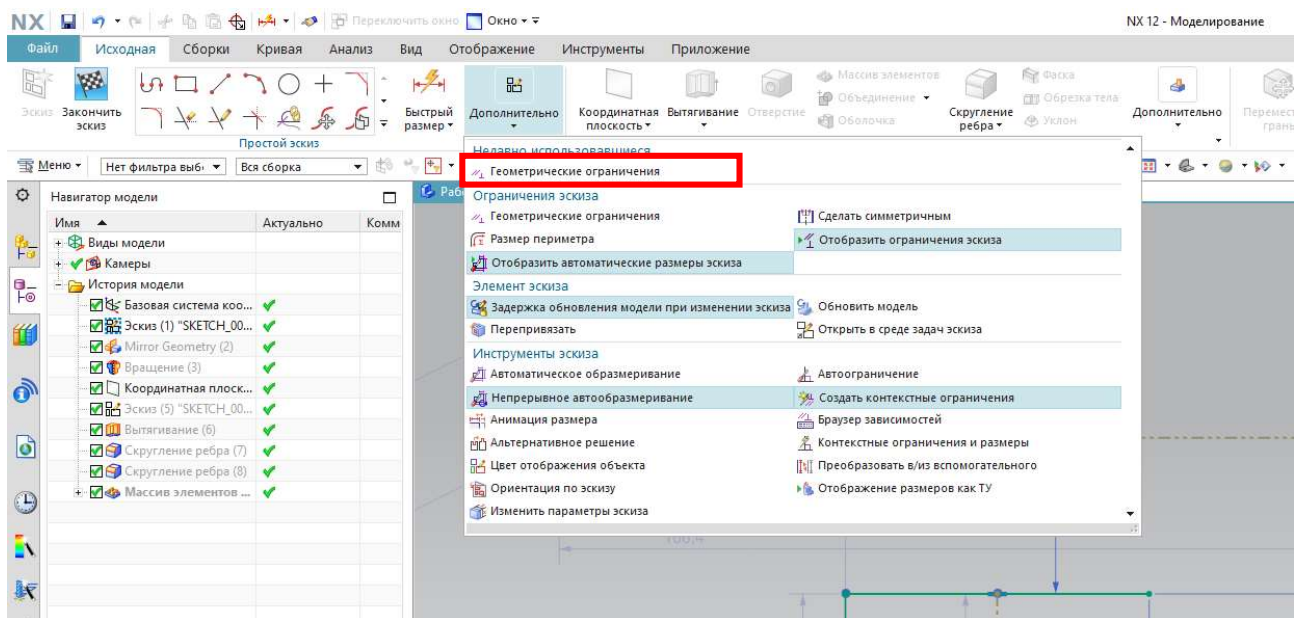 NX Переключить окно Окно NX 12 - Моделирование
Файл Исходная Сборки Кривая Анализ Вид Отображение Инструменты Приложение
Эскиз Закончить эскиз Быстрый размер Дополнительно Координатная плоскость Вытягивание Отверстие Массив элементов Объединение Оболочка Скругление ребра Фаска Обрезка тела Уклон Дополнительно
Простой эскиз
Меню Нет фильтра выб Вся сборка
Недавно использовавшиеся
Геометрические ограничения
Навигатор модели
Раб
Ограничения эскиза
Имя Актуально Комм
Геометрические ограничения Сделать симметричным
Виды модели
Размер периметра Отобразить ограничения эскиза
Камеры
Отобразить автоматические размеры эскиза
История модели
Элемент эскиза
Базовая система коо...
Задержка обновления модели при изменении эскиза Обновить модель
Эскиз (1) "SKETCH_00...
Перепривязать Открыть в среде задач эскиза
Mirror Geometry (2)
Инструменты эскиза
Вращение (3)
Автоматическое образмеривание Автоограничение
Координатная плоск...
Непрерывное автообразмеривание Создать контекстные ограничения
Эскиз (5) "SKETCH_00...
Анимация размера Браузер зависимостей
Вытягивание (6)
Альтернативное решение Контекстные ограничения и размеры
Скругление ребра (7)
Цвет отображения объекта Преобразовать в/из вспомогательного
Скругление ребра (8)
Ориентация по эскизу Отображение размеров как ТУ
Массив элементов ...
Изменить параметры эскиза